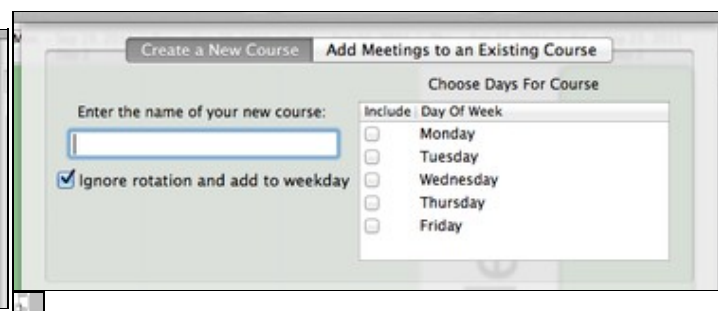 Create a New Course
Add Meetings to an Existing Course
Choose Days For Course
Enter the name of your new course:
Ignore rotation and add to weekday
Include Day Of Week
Monday
Tuesday
Wednesday
Thursday
Friday